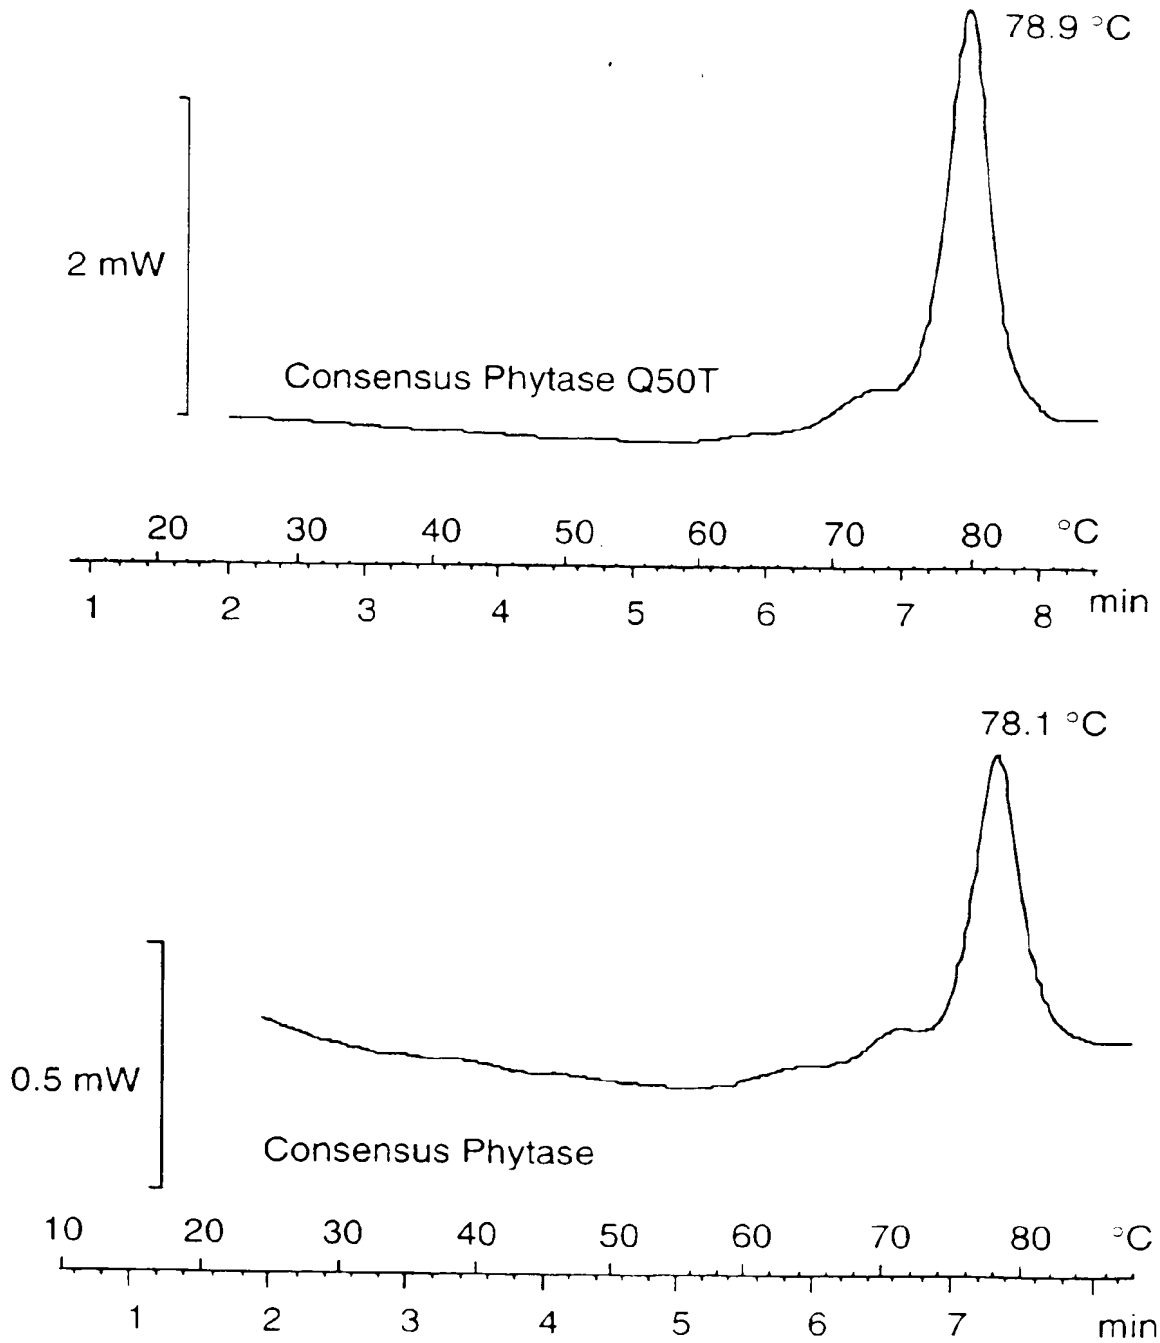 78.9 °C
2 mW
Consensus Phytase Q50T
20 30 40 50 60 70 80 °C
1 2 3 4 5 6 7 8 min
78.1 °C
0.5 mW
Consensus Phytase
10 20 30 40 50 60 70 80 °C
1 2 3 4 5 6 7 min